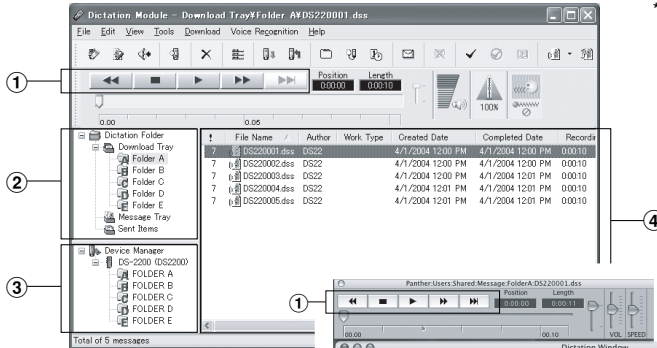 Dictation Module - Download Tray¥Folder A¥DS220001.dss
File Edit View Tools Download Voice Recognition Help
1
Position Length
0:00:00 0:00:10
100%
0.00 0.05
2
Dictation Folder
Download Tray
Folder A
Folder B
Folder C
Folder D
Folder E
Message Tray
Sent Items
! File Name Author Work Type Created Date Completed Date Recordin
7 DS220001.dss DS22 4/1/2004 12:00 PM 4/1/2004 12:00 PM 0:00:10
7 DS220002.dss DS22 4/1/2004 12:00 PM 4/1/2004 12:00 PM 0:00:10
7 DS220003.dss DS22 4/1/2004 12:00 PM 4/1/2004 12:00 PM 0:00:10
7 DS220004.dss DS22 4/1/2004 12:01 PM 4/1/2004 12:01 PM 0:00:10
7 DS220005.dss DS22 4/1/2004 12:01 PM 4/1/2004 12:01 PM 0:00:10
4
3
Device Manager
DS-2200 (DS2200)
FOLDER A
FOLDER B
FOLDER C
FOLDER D
FOLDER E
Total of 5 messages
Panther:Users:Shared:Message:FolderA:DS220001.dss
1
Position Length
0:00:00 0:00:11
00.00 00.10
VOL SPEED
Dictation Window